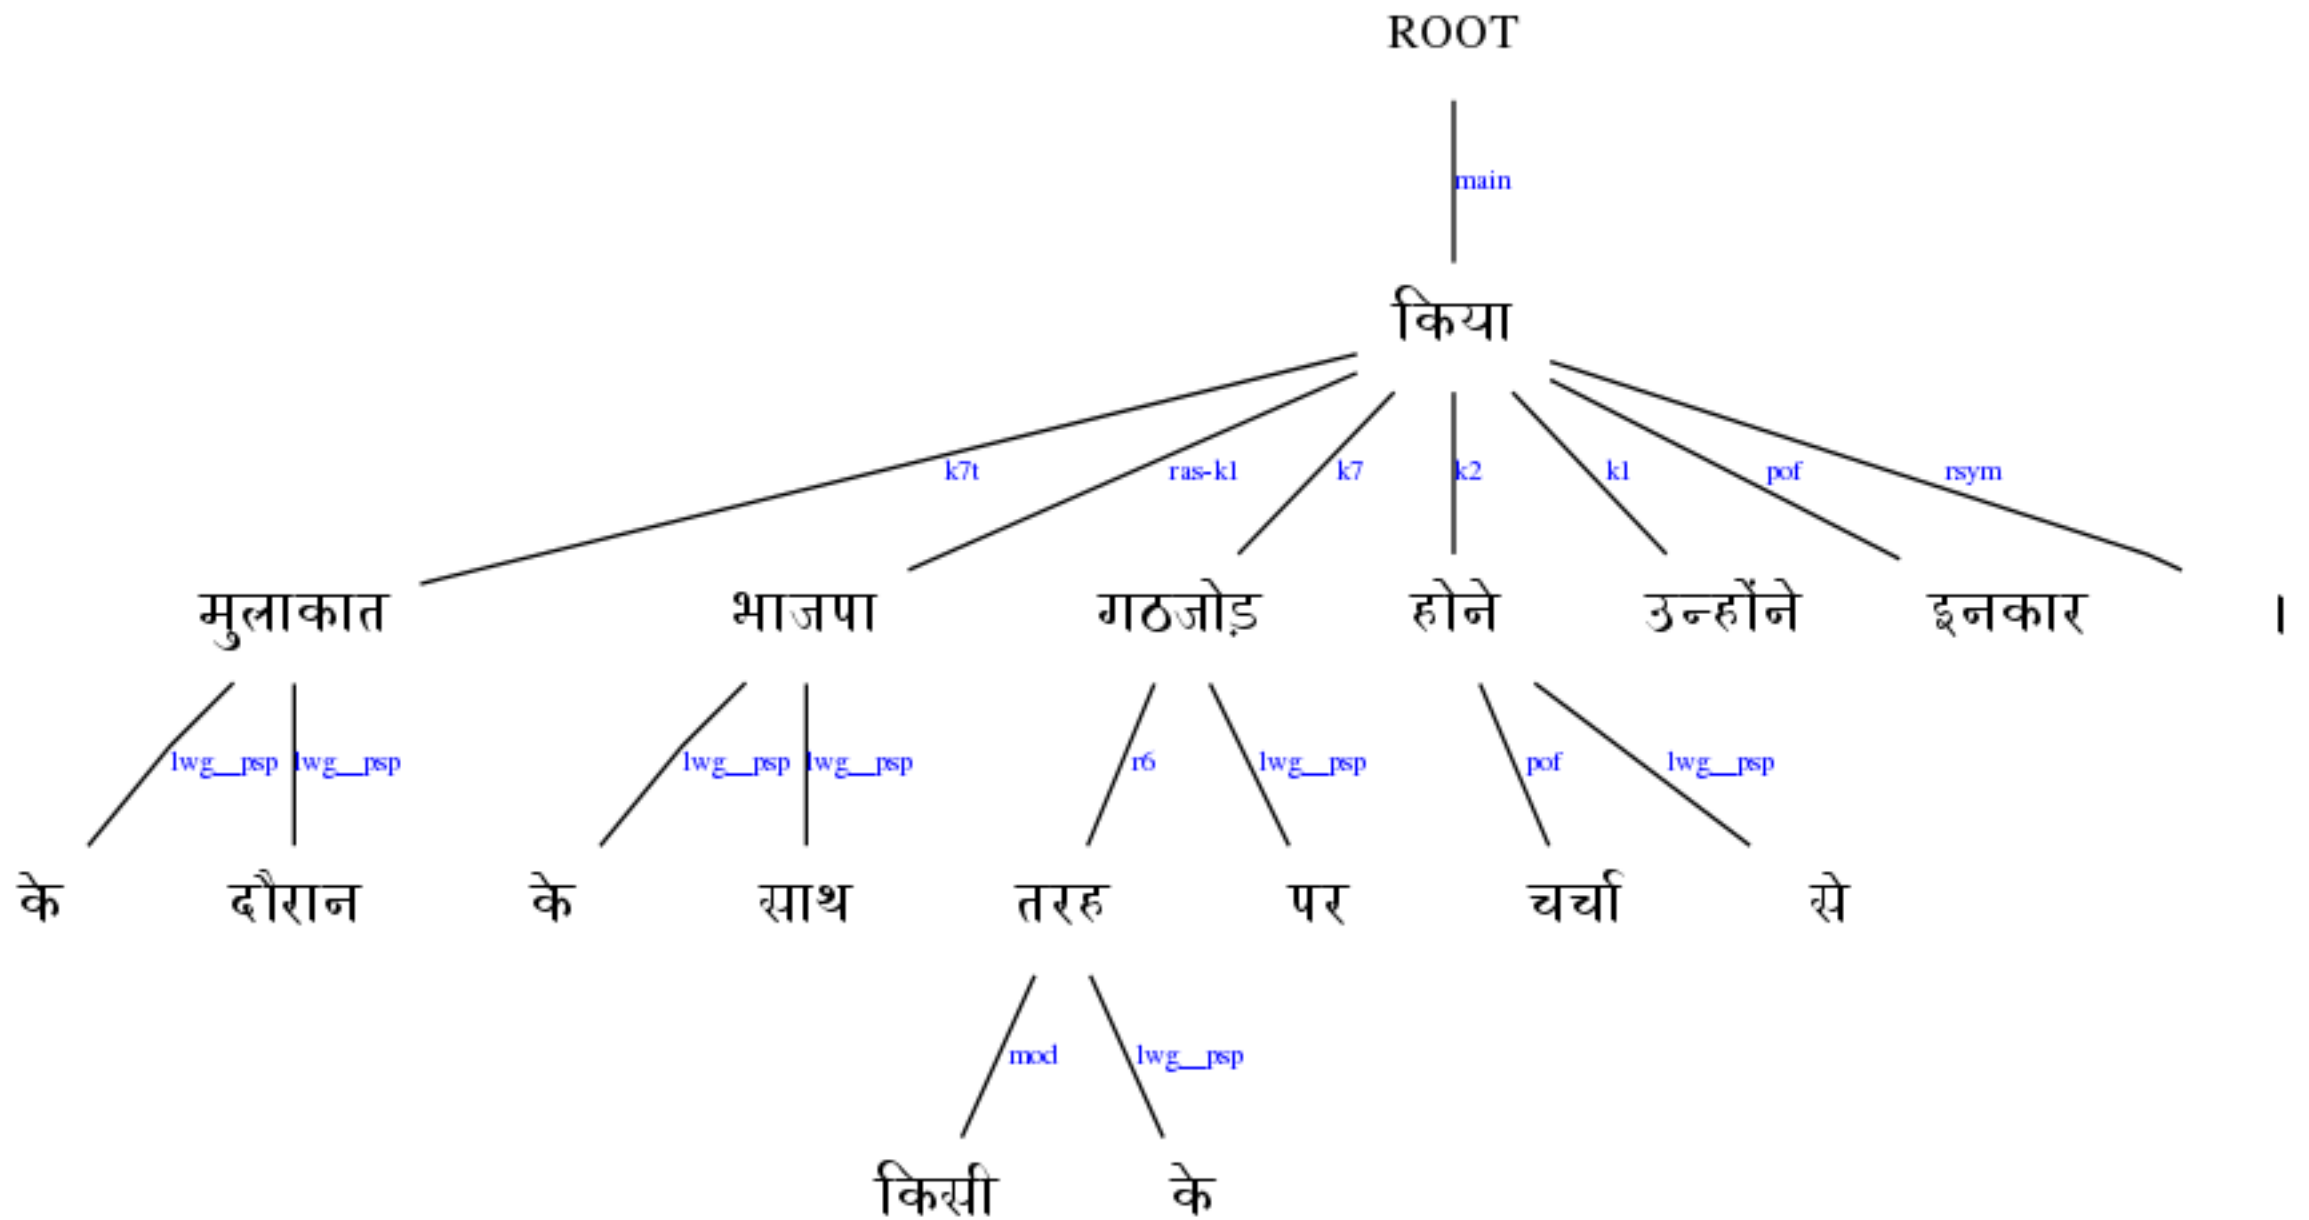 ROOT
main
किया
k7t ras-k1 k7 k2 k1 pof rsym
मुलाकात भाजपा गठजोड़ होने उन्होंने इनकार ।
lwg__psp lwg__psp lwg__psp lwg__psp r6 lwg__psp pof lwg__psp
के दौरान के साथ तरह पर चर्चा से
mod lwg__psp
किसी के